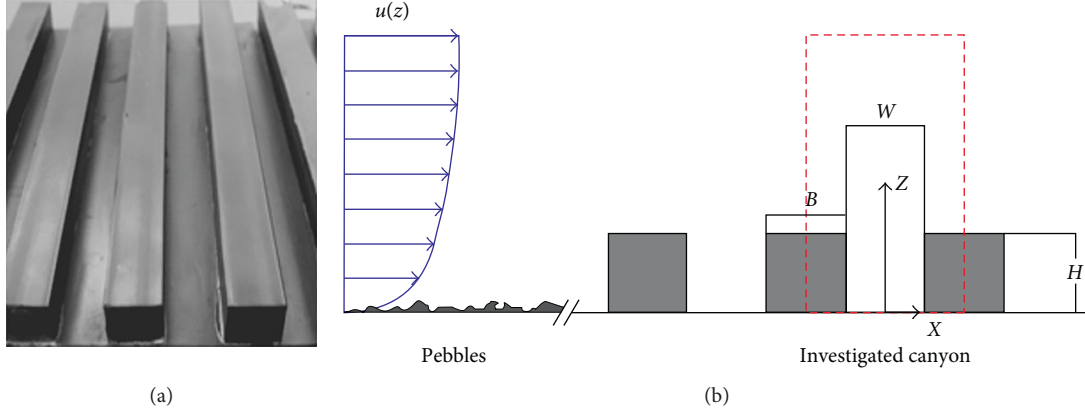 u(z)
W
Z
B
H
X
Pebbles
Investigated canyon
(a)
(b)